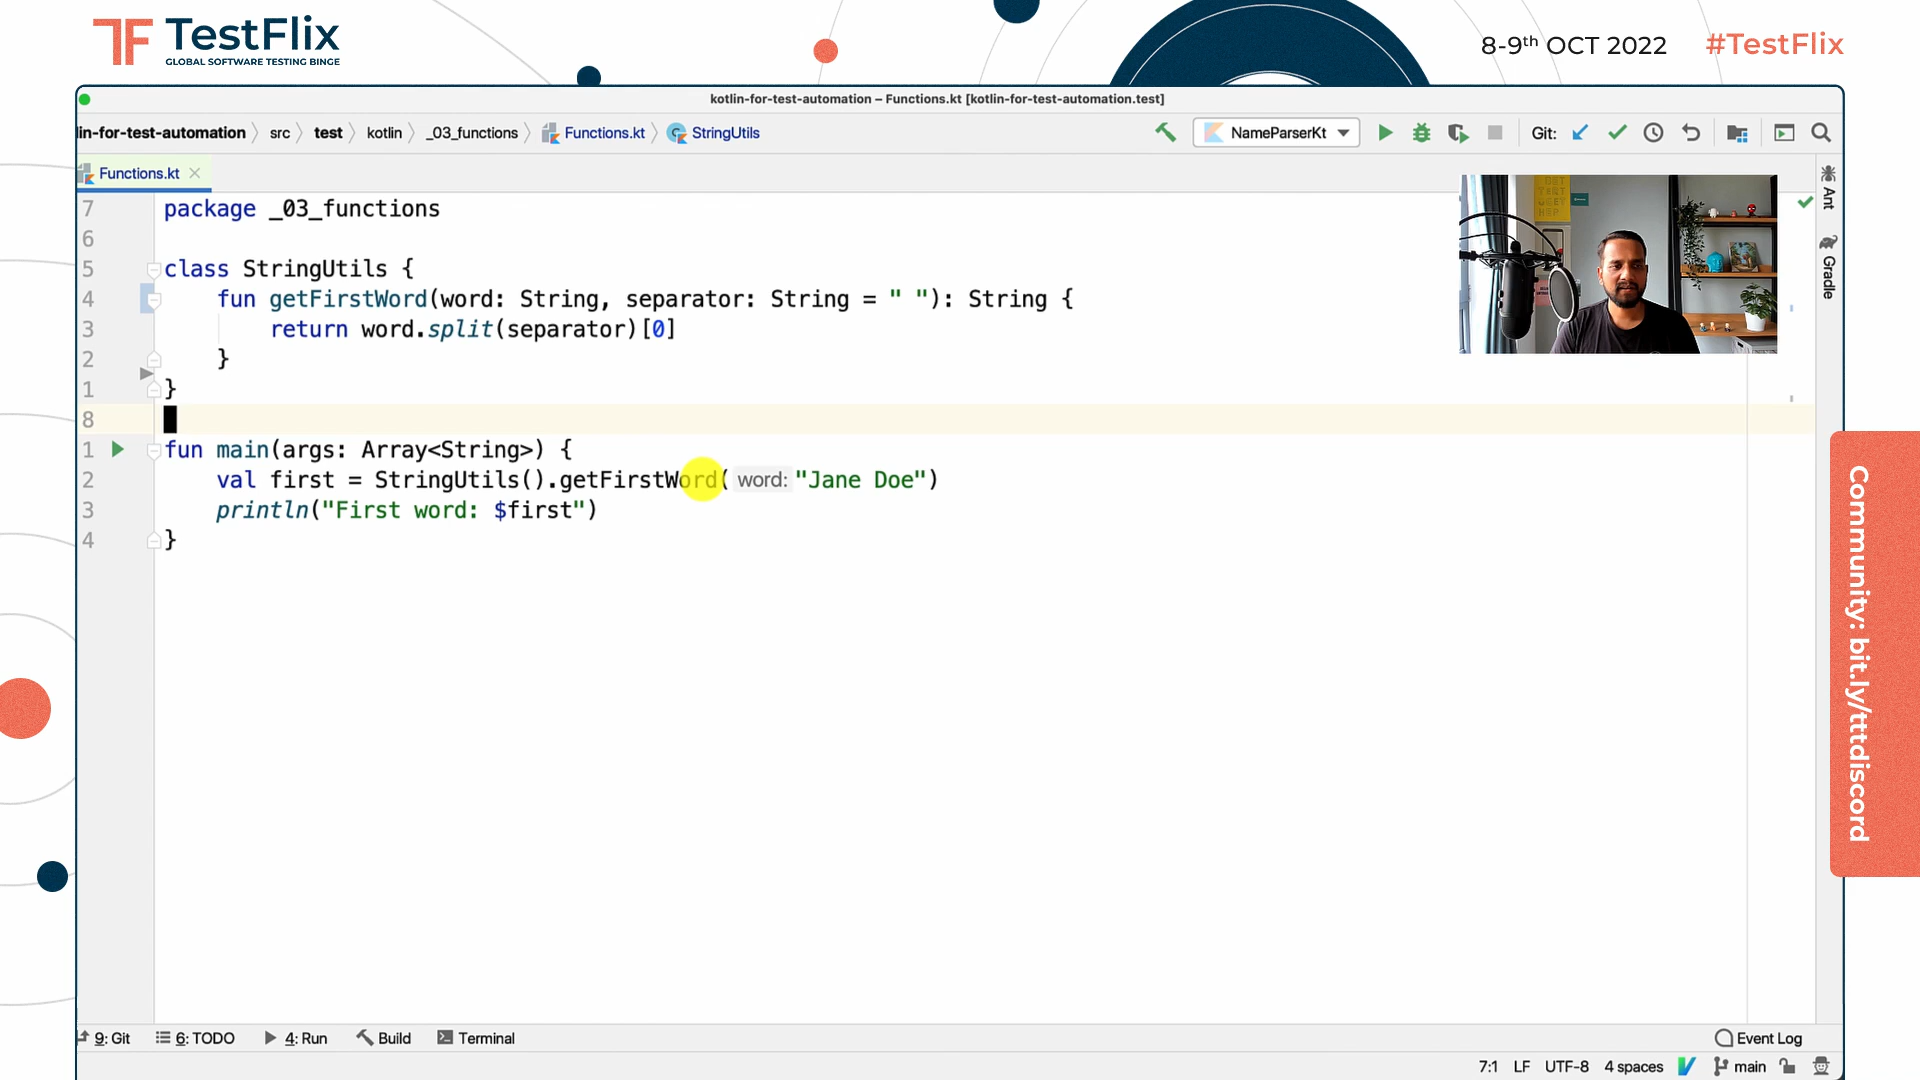 TF TestFlix
GLOBAL SOFTWARE TESTING BINGE
8-9th OCT 2022 #TestFlix
kotlin-for-test-automation – Functions.kt [kotlin-for-test-automation.test]
lin-for-test-automation src test kotlin _03_functions Functions.kt StringUtils NameParserKt Git:
Functions.kt
7 package _03_functions
6
5 class StringUtils {
4 fun getFirstWord(word: String, separator: String = " "): String {
3 return word.split(separator)[0]
2 }
1 }
8
1 fun main(args: Array<String>) {
2 val first = StringUtils().getFirstWord( word: "Jane Doe")
3 println("First word: $first")
4 }
Ant
Gradle
Community: bit.ly/tttdiscord
9: Git 6: TODO 4: Run Build Terminal Event Log
7:1 LF UTF-8 4 spaces main